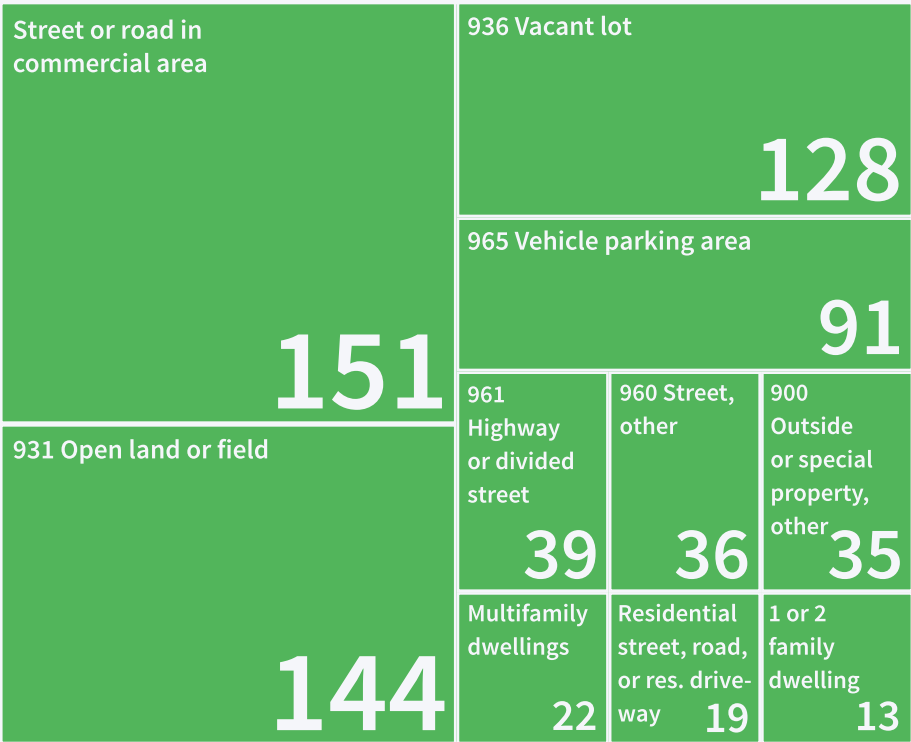 Street or road in
commercial area
151
936 Vacant lot
128
965 Vehicle parking area
91
931 Open land or field
144
961
Highway
or divided
street
39
960 Street,
other
36
900
Outside
or special
property,
other
35
Multifamily
dwellings
22
Residential
street, road,
or res. drive-
way
19
1 or 2
family
dwelling
13